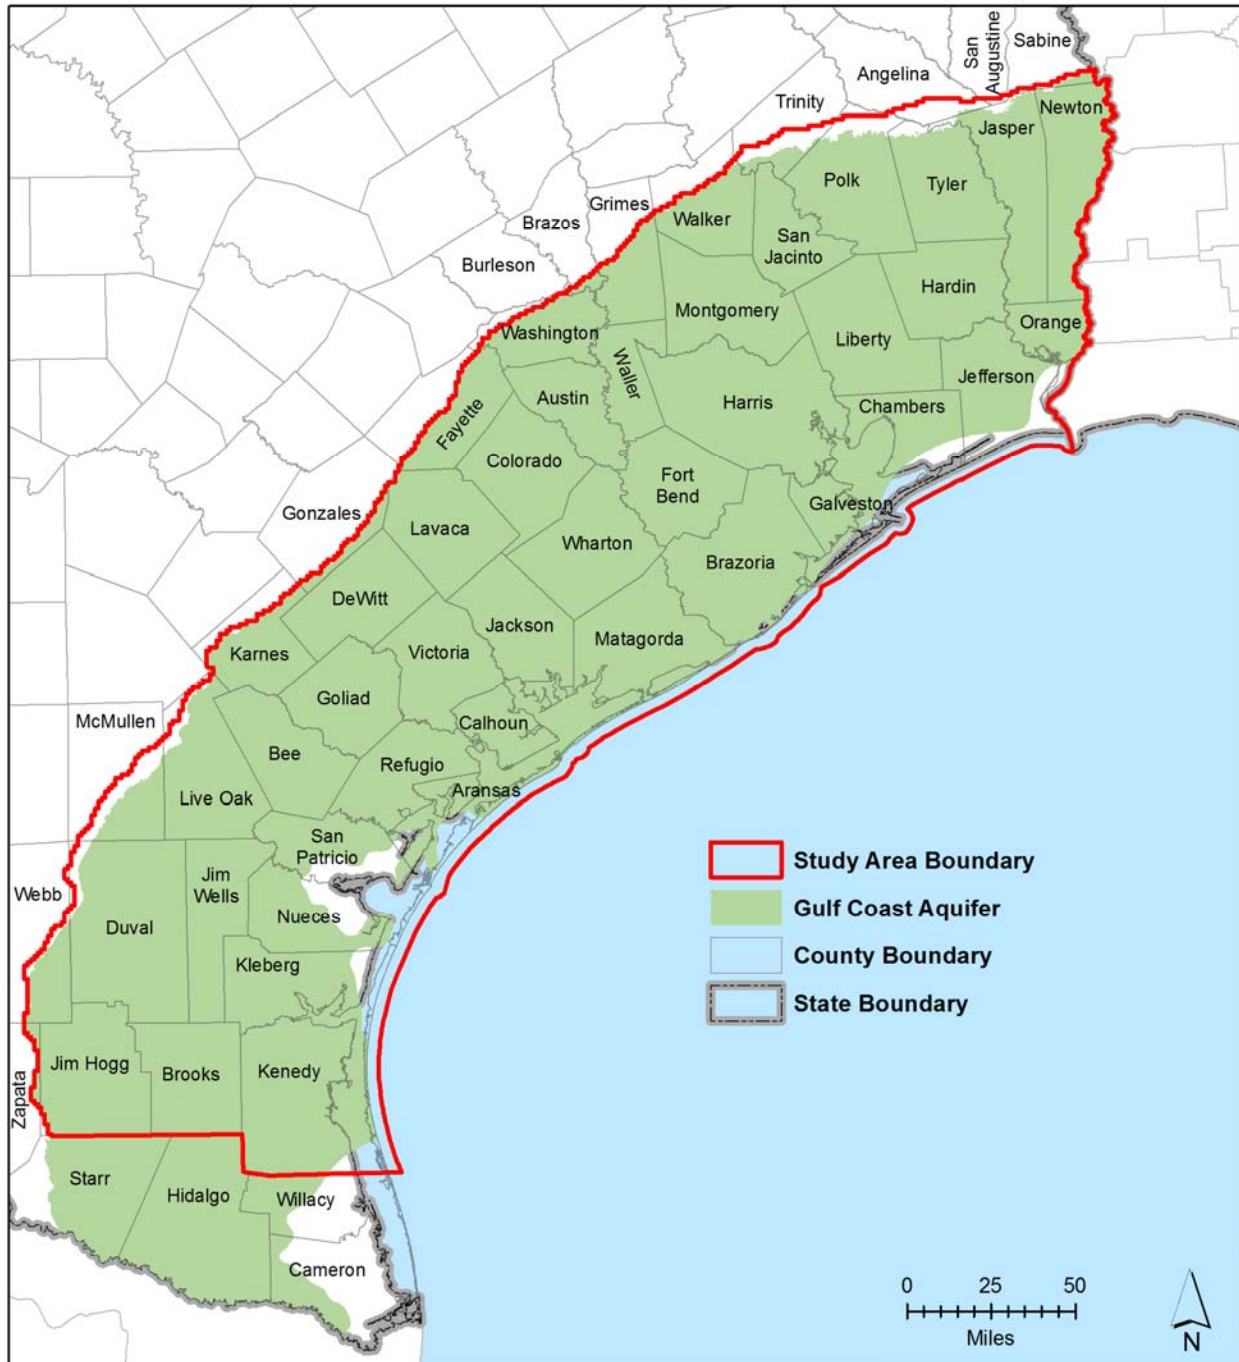 San
Augustine
Sabine
Angelina
Trinity
Newton
Jasper
Polk
Tyler
Grimes
Brazos
Walker
San
Jacinto
Burleson
Hardin
Montgomery
Washington
Orange
Liberty
Waller
Jefferson
Austin
Harris
Chambers
Fayette
Colorado
Fort
Bend
Galveston
Gonzales
Lavaca
Wharton
Brazoria
DeWitt
Jackson
Matagorda
Karnes
Victoria
Goliad
McMullen
Calhoun
Bee
Refugio
Aransas
Live Oak
San
Patricio
Jim
Wells
Webb
Nueces
Duval
Kleberg
Jim Hogg
Brooks
Kenedy
Zapata
Starr
Hidalgo
Willacy
Cameron
Study Area Boundary
Gulf Coast Aquifer
County Boundary
State Boundary
0 25 50
Miles
N